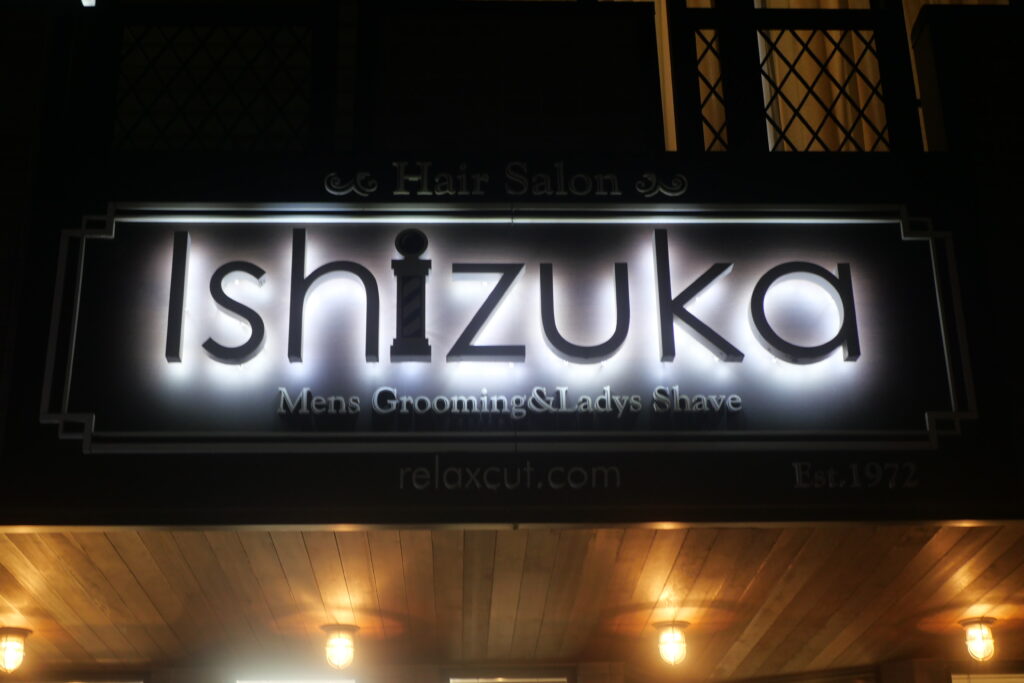 Hair Salon
Ishizuka
Mens Grooming&Ladys Shave
relaxcut.com
Est.1972